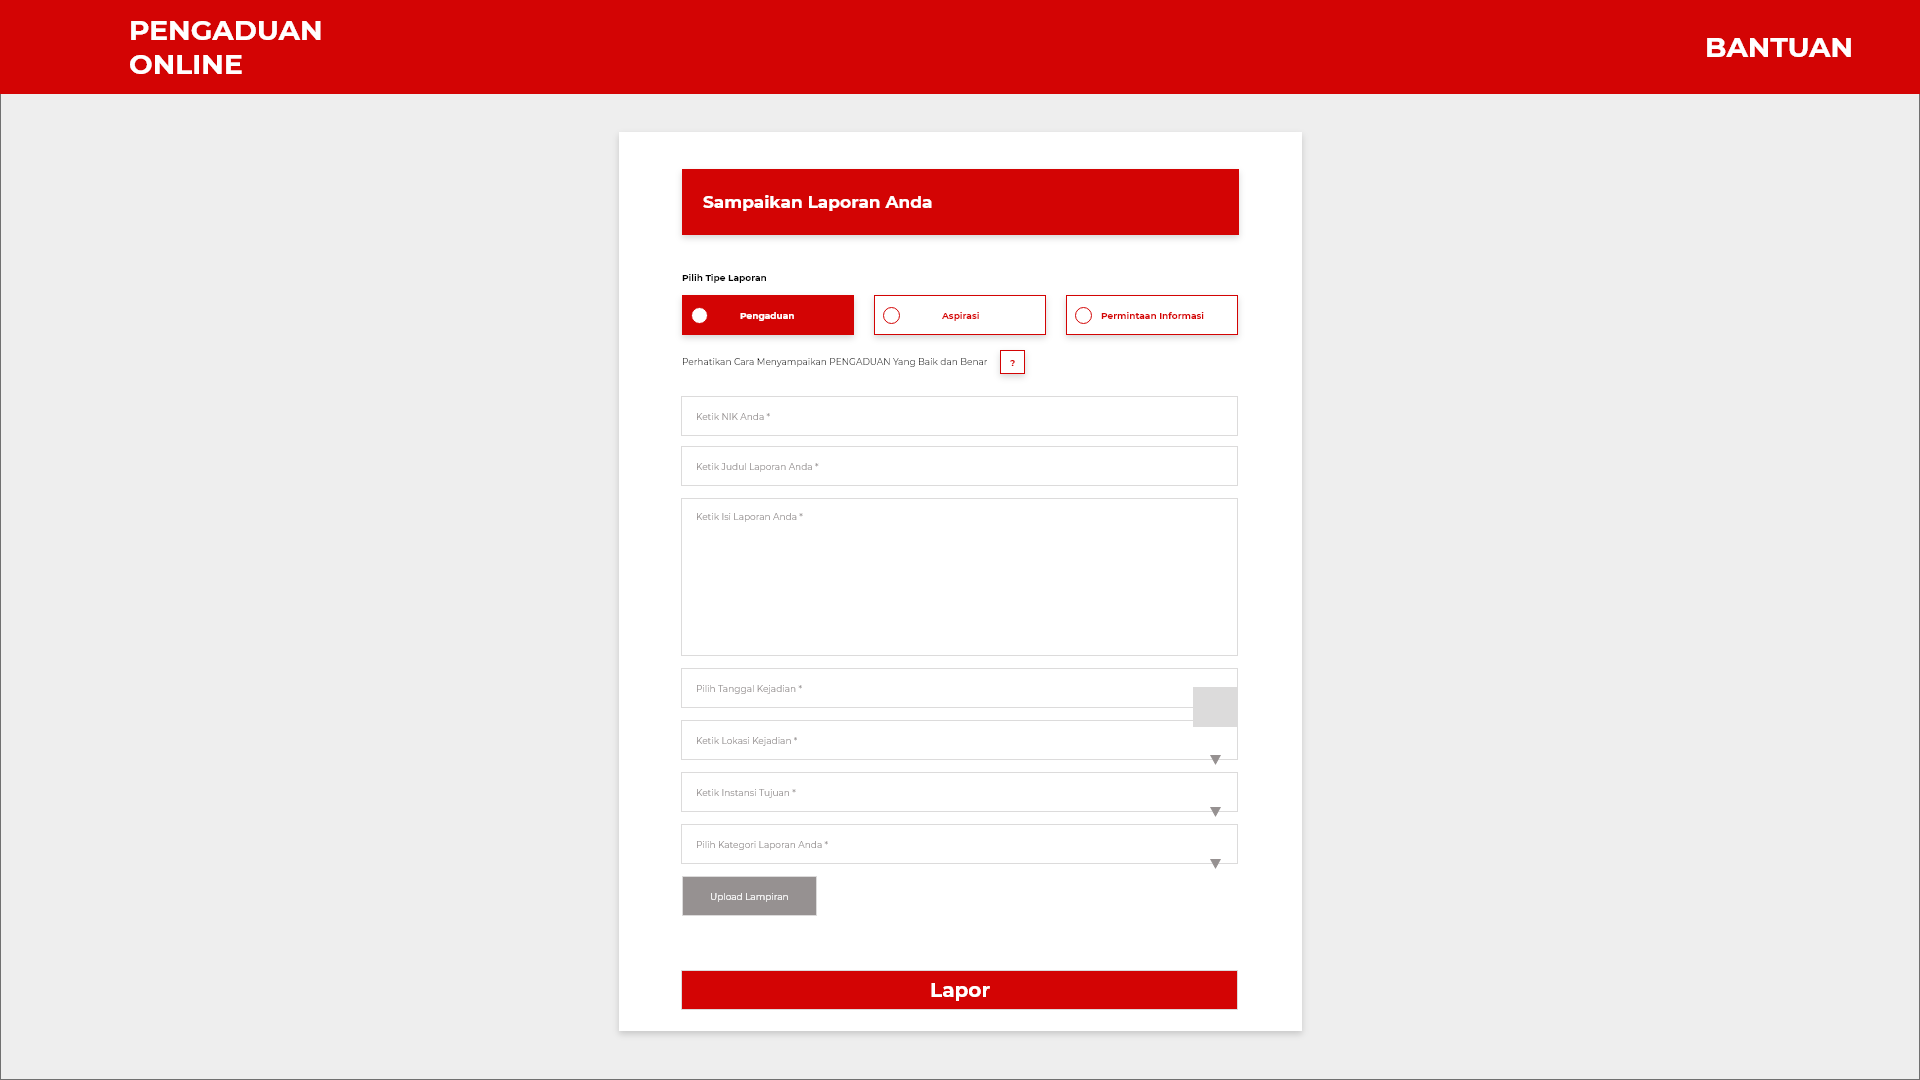 PENGADUAN
ONLINE
BANTUAN
Sampaikan Laporan Anda
Pilih Tipe Laporan
Pengaduan
Aspirasi
Permintaan Informasi
Perhatikan Cara Menyampaikan PENGADUAN Yang Baik dan Benar
?
Ketik NIK Anda *
Ketik Judul Laporan Anda *
Ketik Isi Laporan Anda *
Pilih Tanggal Kejadian *
Ketik Lokasi Kejadian *
Ketik Instansi Tujuan *
Pilih Kategori Laporan Anda *
Upload Lampiran
Lapor